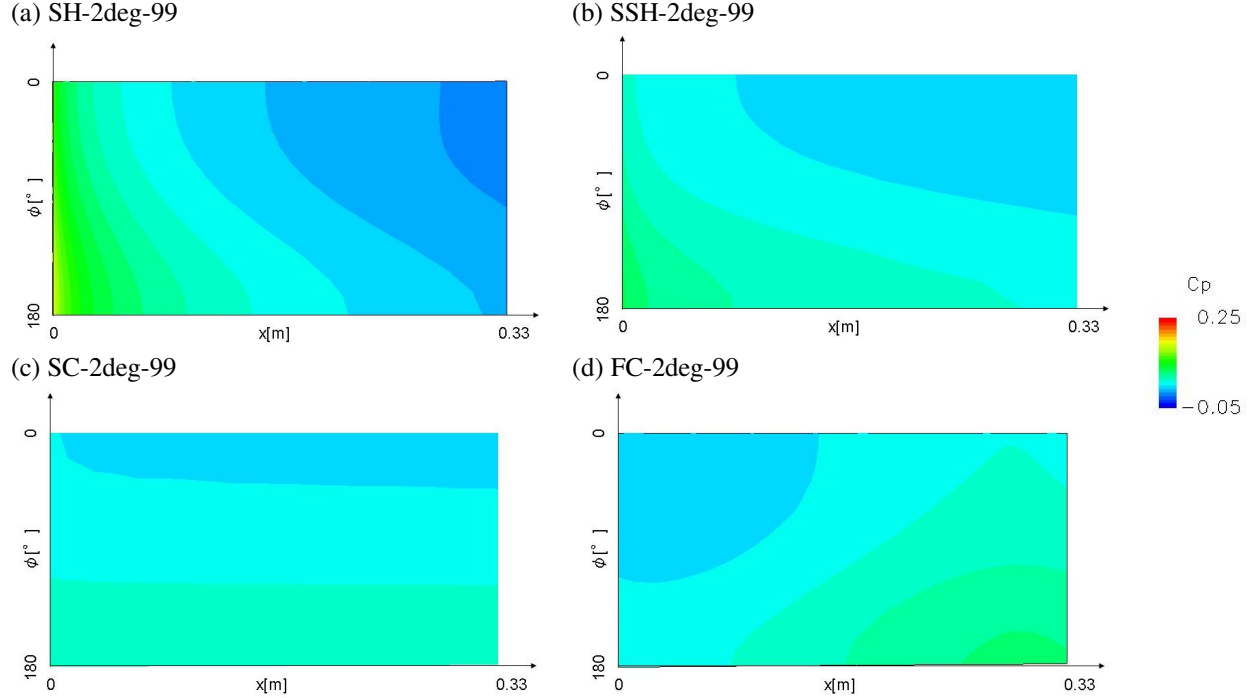 (a) SH-2deg-99
(b) SSH-2deg-99
0
ϕ[° ]
180
0
x[m]
0.33
0
ϕ[° ]
180
0
x[m]
0.33
Cp
0.25
-0.05
(c) SC-2deg-99
(d) FC-2deg-99
0
ϕ[° ]
180
0
x[m]
0.33
0
ϕ[° ]
180
0
x[m]
0.33